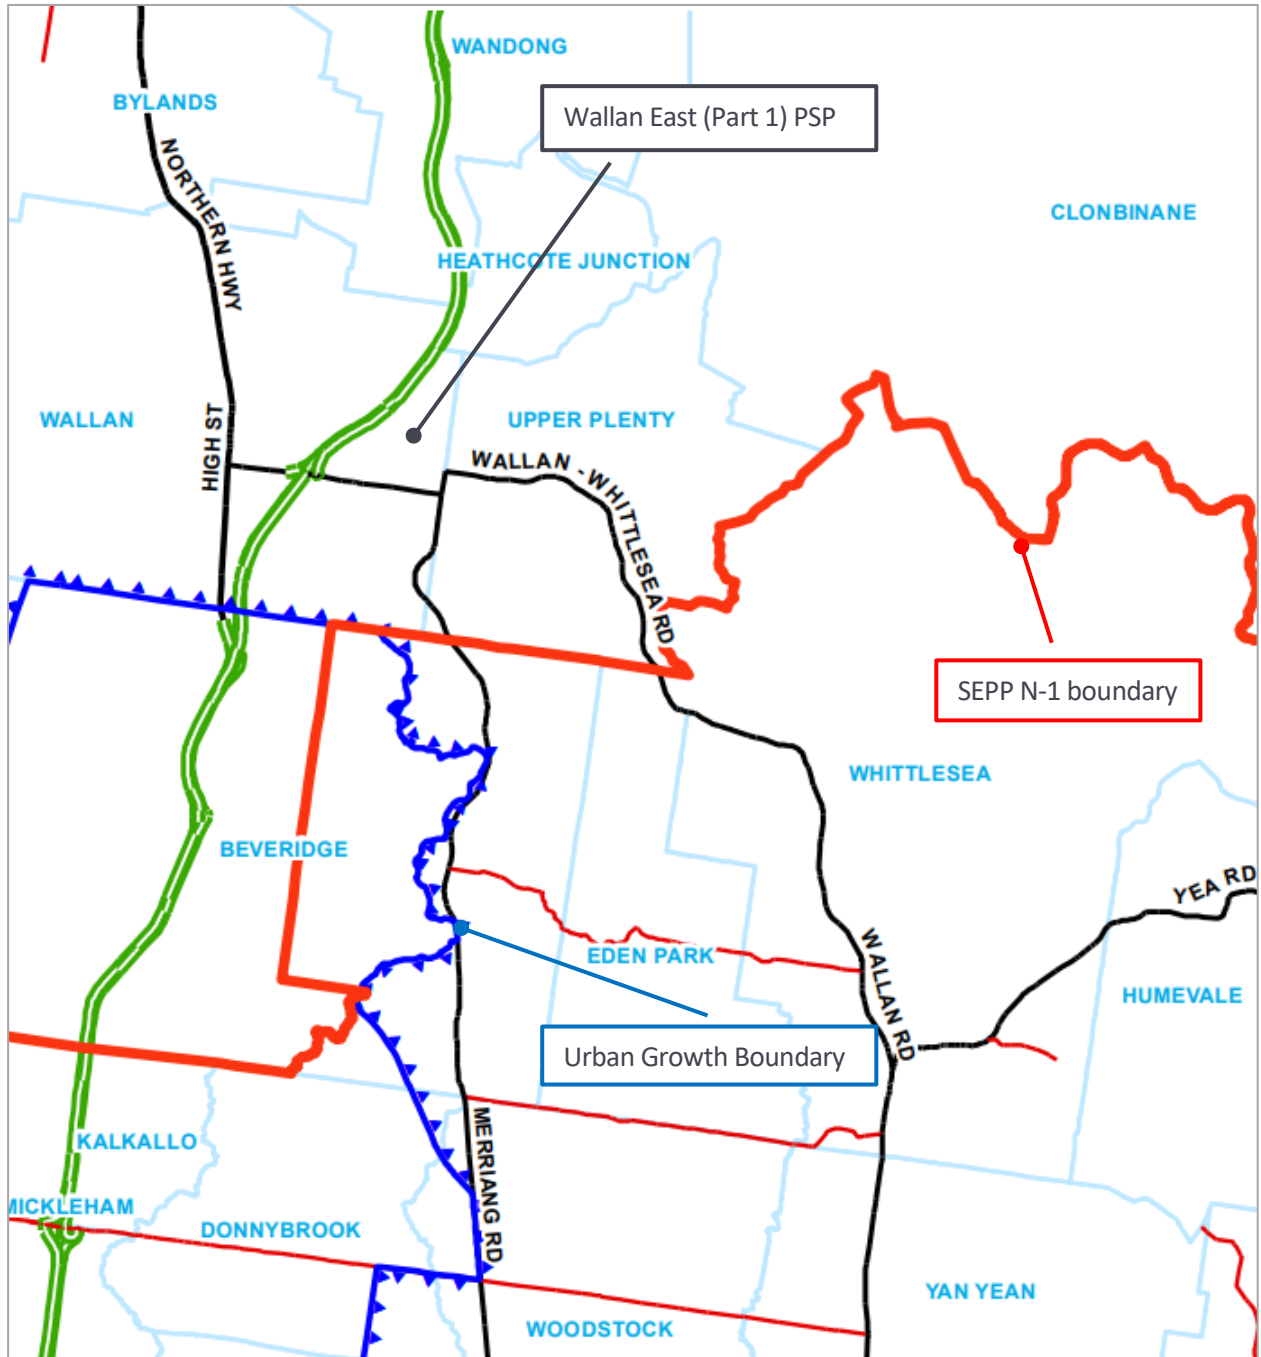 WANDONG
BYLANDS
Wallan East (Part 1) PSP
NORTHERN HWY
CLONBINANE
HEATHCOTE JUNCTION
WALLAN
HIGH ST
UPPER PLENTY
WALLAN - WHITTLESEA RD
SEPP N-1 boundary
WHITTLESEA
BEVERIDGE
YEA RD
EDEN PARK
WALLAN RD
HUMEVALE
Urban Growth Boundary
MERRIANG RD
KALKALLO
MICKLEHAM
DONNYBROOK
YAN YEAN
WOODSTOCK